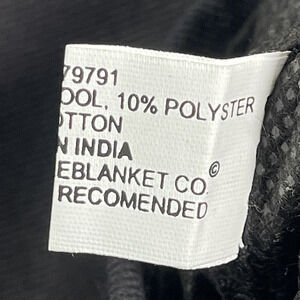 79791
OOL, 10% POLYSTER
OTTON
N INDIA
EBLANKET CO.©
RECOMENDED